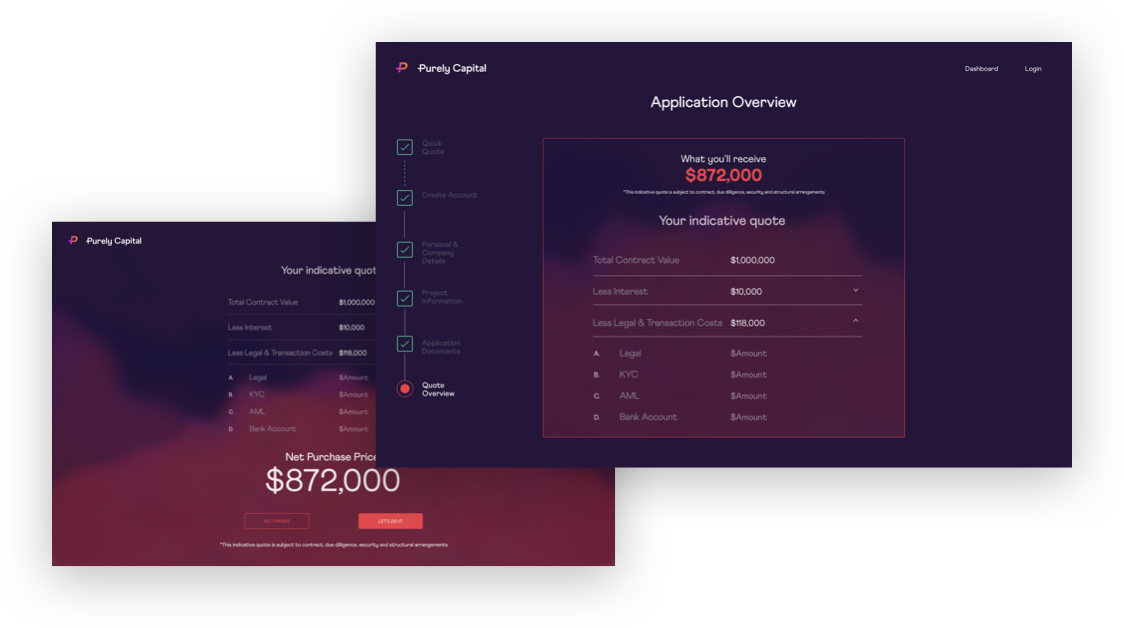 Purely Capital
Dashboard Login
Application Overview
Quick
Quote
Create Account
Personal &
Company
Details
Project
Information
Application
Documents
Quote
Overview
What you'll receive
$872,000
*This indicative quote is subject to contract, due diligence, security and structural arrangements
Your indicative quote
Total Contract Value $1,000,000
Less Interest $10,000
Less Legal & Transaction Costs $118,000
A. Legal $Amount
B. KYC $Amount
C. AML $Amount
D. Bank Account $Amount
Purely Capital
Your indicative quot
Total Contract Value $1,000,000
Less Interest $10,000
Less Legal & Transaction Costs $118,000
A. Legal $Amount
B. KYC $Amount
C. AML $Amount
D. Bank Account $Amount
Net Purchase Price
$872,000
NO THANKS LET'S DO IT
*This indicative quote is subject to contract, due diligence, security and structural arrangements